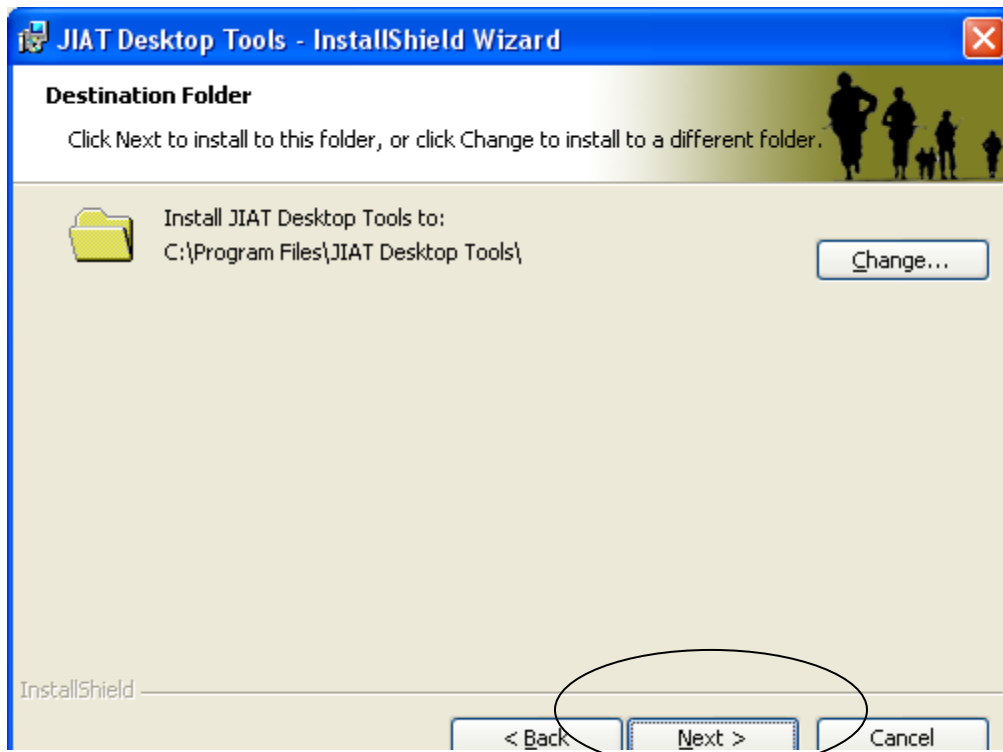 JIAT Desktop Tools - InstallShield Wizard
Destination Folder
Click Next to install to this folder, or click Change to install to a different folder.
Install JIAT Desktop Tools to:
C:\Program Files\JIAT Desktop Tools\
Change...
InstallShield
< Back Next > Cancel